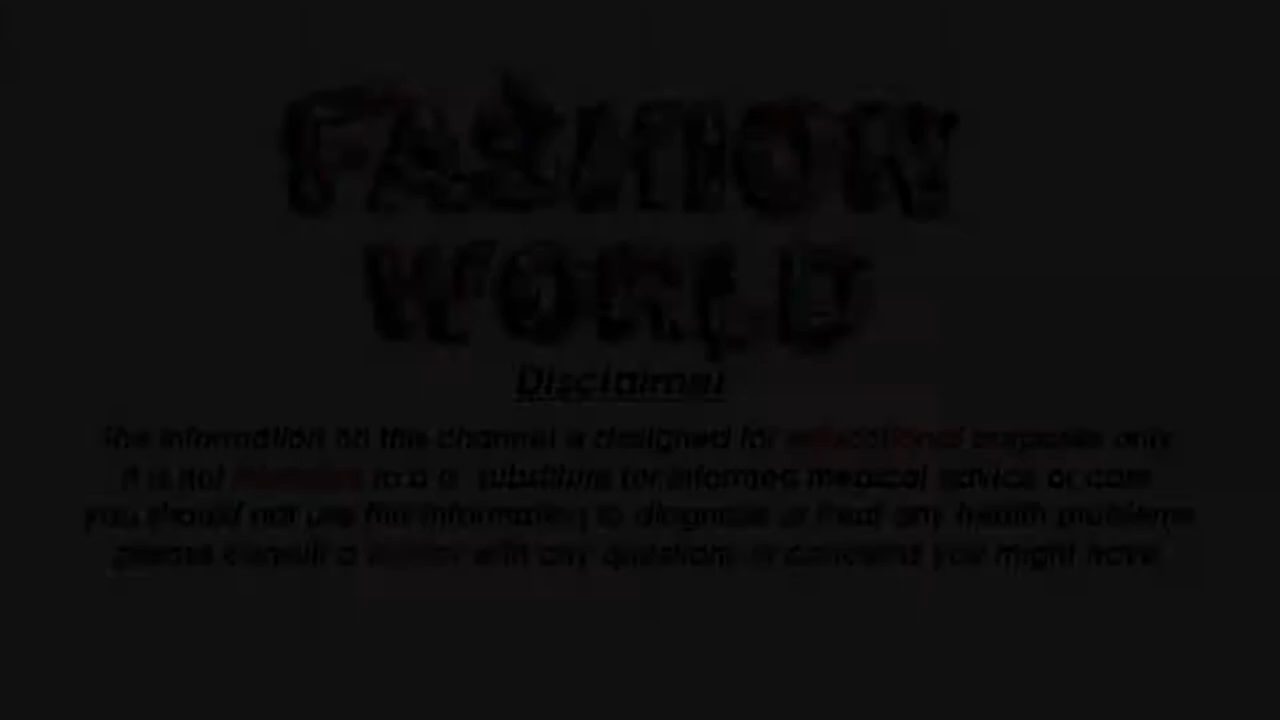 FASHION
WORLD
Disclaimer
The information on this channel is designed for educational purposes only
it is not intended to a substitute for informed medical advice or care
you should not use this information to diagnose or treat any health problems
please consult a doctor with any questions or concerns you might have